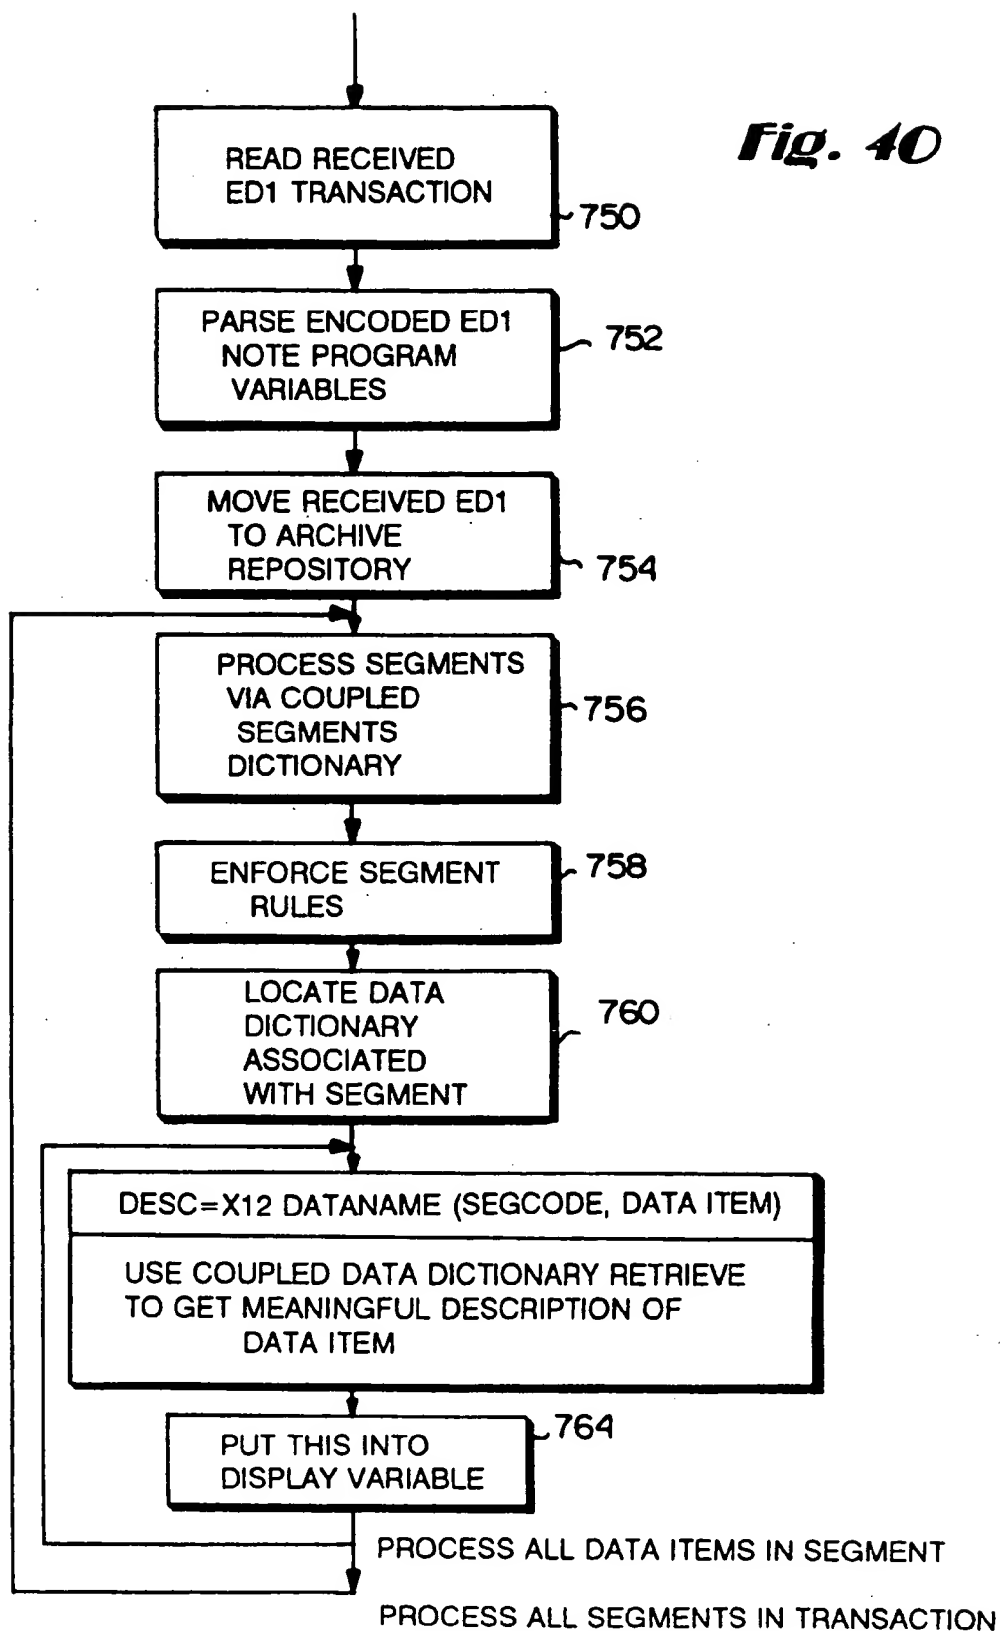 Fig. 40
READ RECEIVED
ED1 TRANSACTION
750
PARSE ENCODED ED1
NOTE PROGRAM
VARIABLES
752
MOVE RECEIVED ED1
TO ARCHIVE
REPOSITORY
754
PROCESS SEGMENTS
VIA COUPLED
SEGMENTS
DICTIONARY
756
ENFORCE SEGMENT
RULES
758
LOCATE DATA
DICTIONARY
ASSOCIATED
WITH SEGMENT
760
DESC=X12 DATANAME (SEGCODE, DATA ITEM)
USE COUPLED DATA DICTIONARY RETRIEVE
TO GET MEANINGFUL DESCRIPTION OF
DATA ITEM
PUT THIS INTO
DISPLAY VARIABLE
764
PROCESS ALL DATA ITEMS IN SEGMENT
PROCESS ALL SEGMENTS IN TRANSACTION